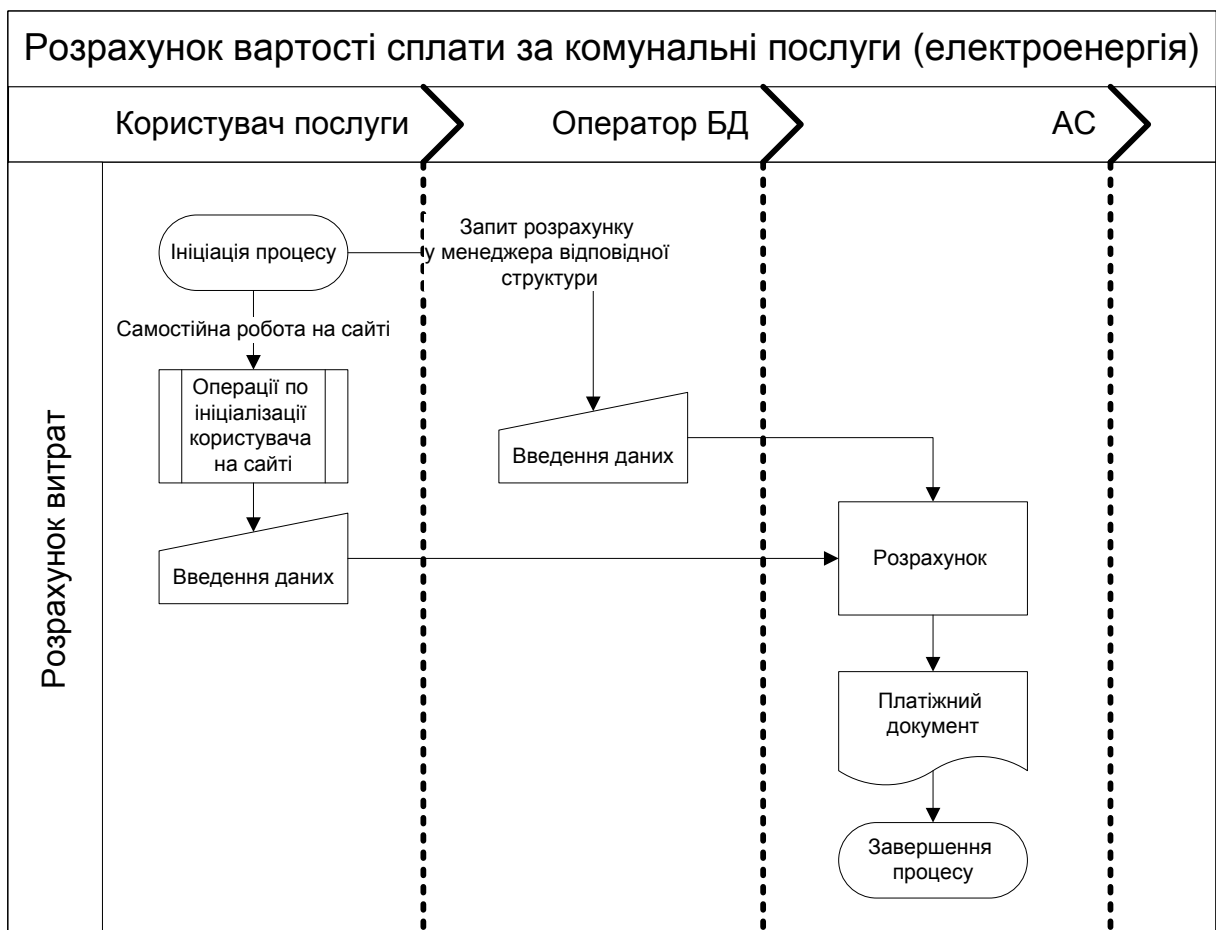 Розрахунок вартості сплати за комунальні послуги (електроенергія)
Користувач послуги
Оператор БД
АС
Розрахунок витрат
Ініціація процесу
Запит розрахунку
у менеджера відповідної
структури
Самостійна робота на сайті
Операції по
ініціалізації
користувача
на сайті
Введення даних
Введення даних
Розрахунок
Платіжний
документ
Завершення
процесу